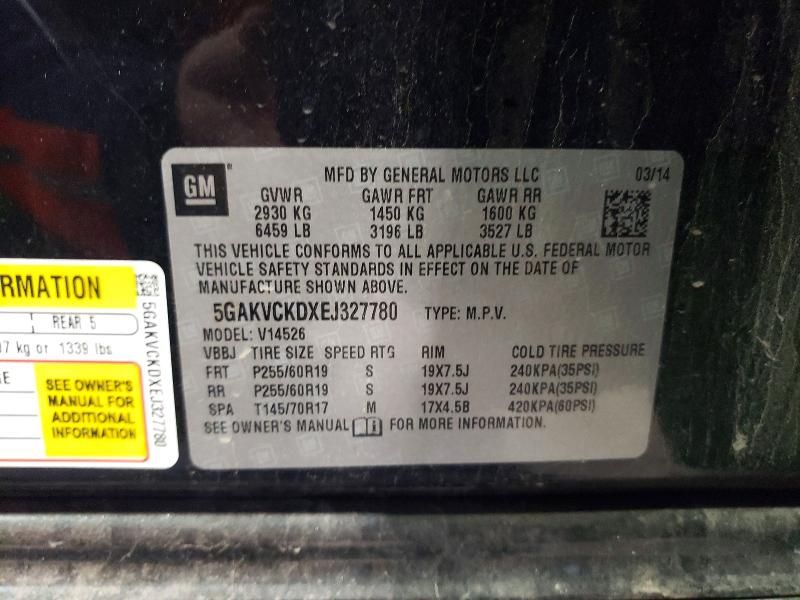 GM
MFD BY GENERAL MOTORS LLC 03/14
GVWR GAWR FRT GAWR RR
2930 KG 1450 KG 1600 KG
6459 LB 3196 LB 3527 LB
THIS VEHICLE CONFORMS TO ALL APPLICABLE U.S. FEDERAL MOTOR
VEHICLE SAFETY STANDARDS IN EFFECT ON THE DATE OF
MANUFACTURE SHOWN ABOVE.
5GAKVCKDXEJ327780 TYPE: M.P.V.
MODEL: V14526
VBBJ TIRE SIZE SPEED RTG RIM COLD TIRE PRESSURE
FRT P255/60R19 S 19X7.5J 240KPA(35PSI)
RR P255/60R19 S 19X7.5J 240KPA(35PSI)
SPA T145/70R17 M 17X4.5B 420KPA(60PSI)
SEE OWNER'S MANUAL FOR MORE INFORMATION.
RMATION
REAR 5
7 kg or 1339 lbs
GE
SEE OWNER'S
MANUAL FOR
ADDITIONAL
INFORMATION
5GAKVCKDXEJ327780